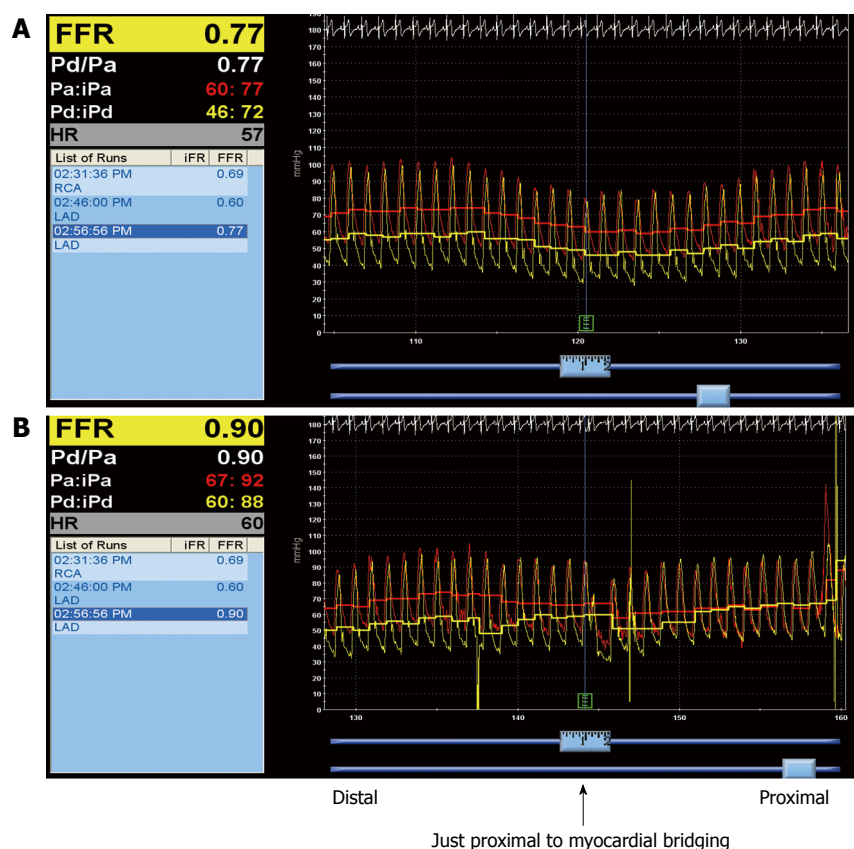 A
FFR 0.77
Pd/Pa 0.77
Pa:iPa 60: 77
Pd:iPd 46: 72
HR 57
List of Runs iFR FFR
02:31:36 PM 0.69
RCA
02:46:00 PM 0.60
LAD
02:56:56 PM 0.77
LAD
mmHg
190
180
170
160
150
140
130
120
110
100
90
80
70
60
50
40
30
20
10
0
FFR
110 120 130
1 2
B
FFR 0.90
Pd/Pa 0.90
Pa:iPa 67: 92
Pd:iPd 60: 88
HR 60
List of Runs iFR FFR
02:31:36 PM 0.69
RCA
02:46:00 PM 0.60
LAD
02:56:56 PM 0.90
LAD
mmHg
180
170
160
150
140
130
120
110
100
90
80
70
60
50
40
30
20
10
0
FFR
130 140 150 160
1 2
Distal Proximal
Just proximal to myocardial bridging